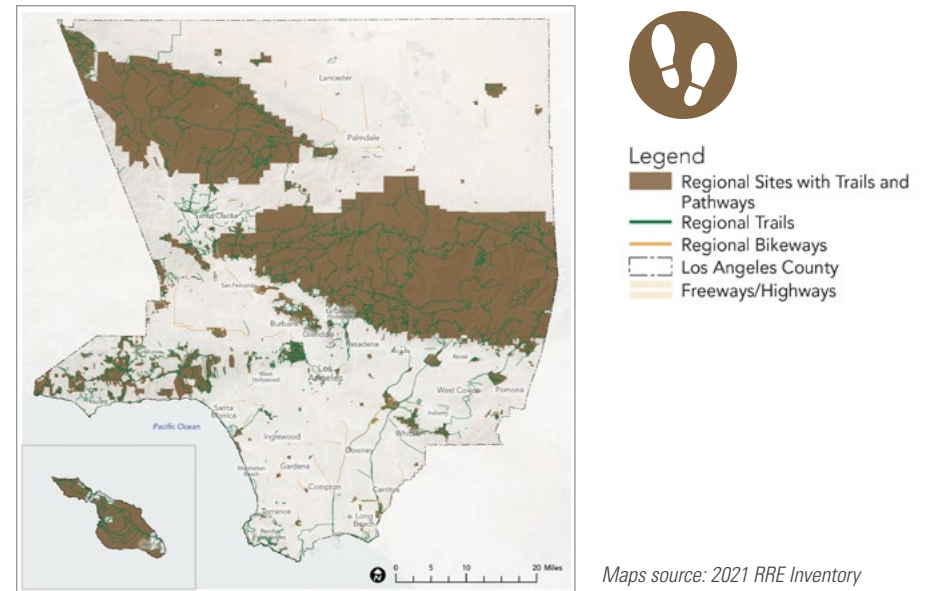 Lancaster
Palmdale
Santa Clarita
San Fernando
Burbank
Glendale
Pasadena
Azusa
West Hollywood
Los Angeles
West Covina
Pomona
Industry
Santa Monica
Pacific Ocean
Inglewood
Downey
Manhattan Beach
Gardena
Compton
Cerritos
Torrance
Long Beach
N
0 5 10 20 Miles
Legend
Regional Sites with Trails and
Pathways
Regional Trails
Regional Bikeways
Los Angeles County
Freeways/Highways
Maps source: 2021 RRE Inventory